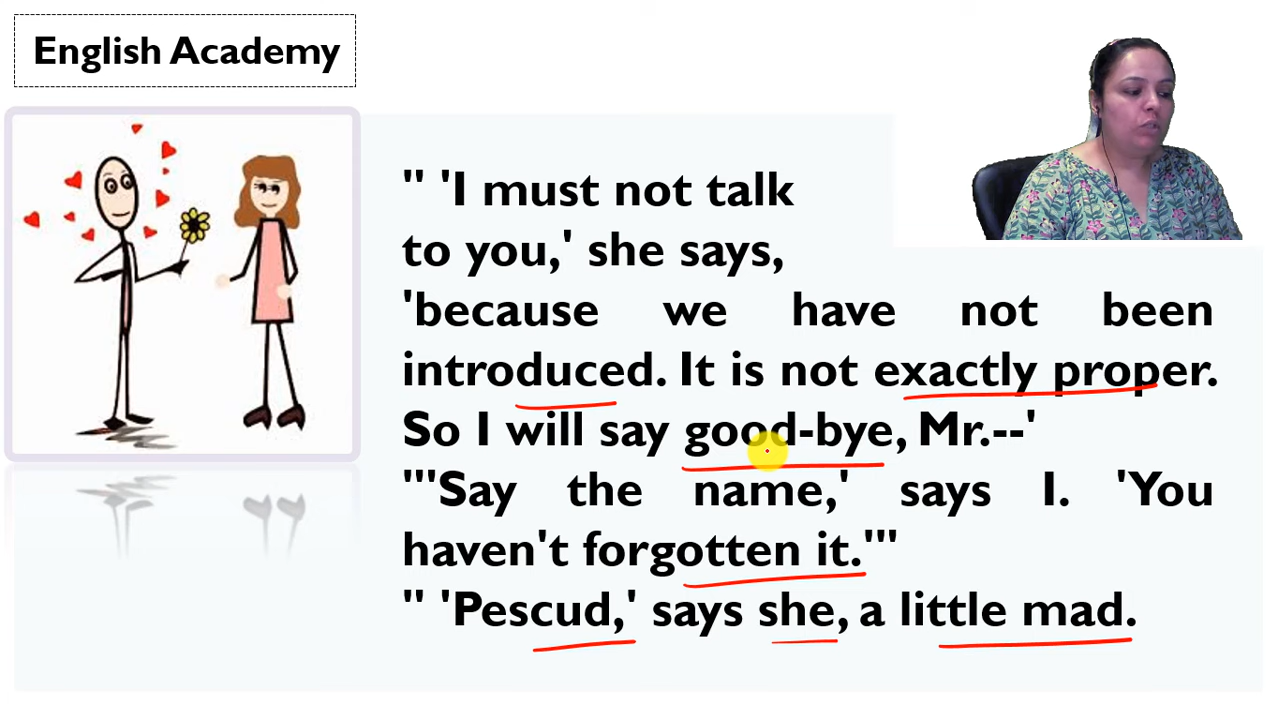 English Academy
" 'I must not talk
to you,' she says,
'because we have not been
introduced. It is not exactly proper.
So I will say good-bye, Mr.--'
"'Say the name,' says I. 'You
haven't forgotten it.'"
" 'Pescud,' says she, a little mad.